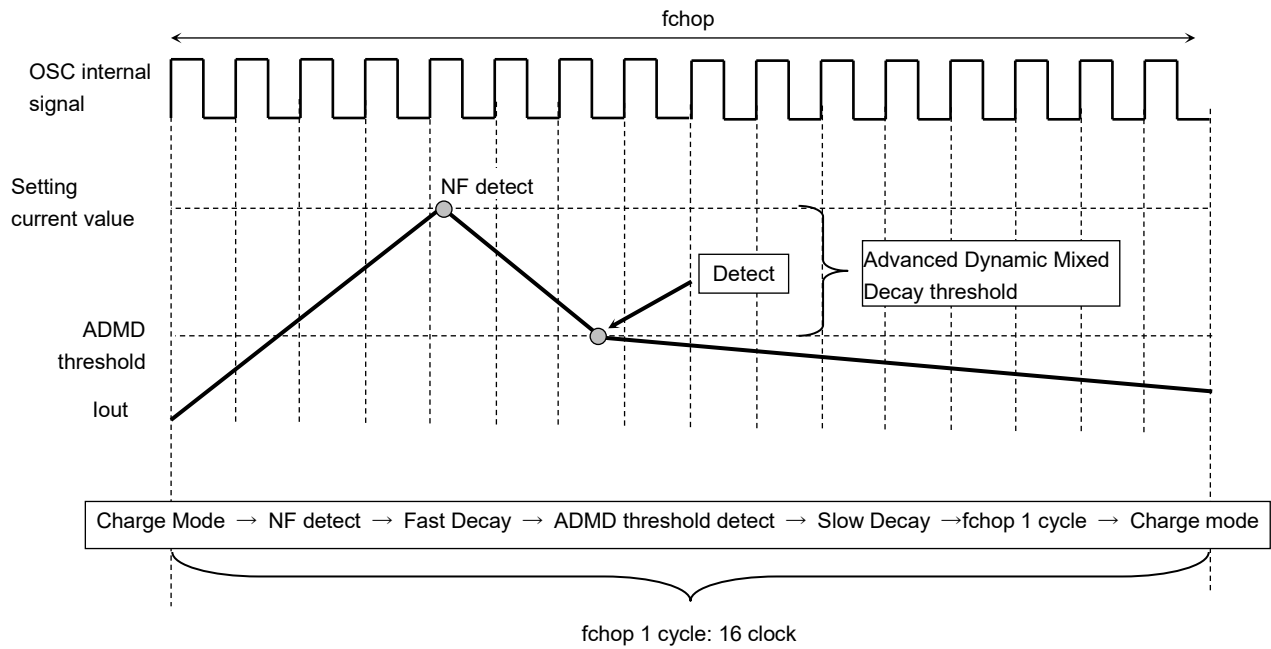 fchop
OSC internal
signal
Setting
current value
NF detect
Detect
Advanced Dynamic Mixed
Decay threshold
ADMD
threshold
Iout
Charge Mode → NF detect → Fast Decay → ADMD threshold detect → Slow Decay →fchop 1 cycle → Charge mode
fchop 1 cycle: 16 clock